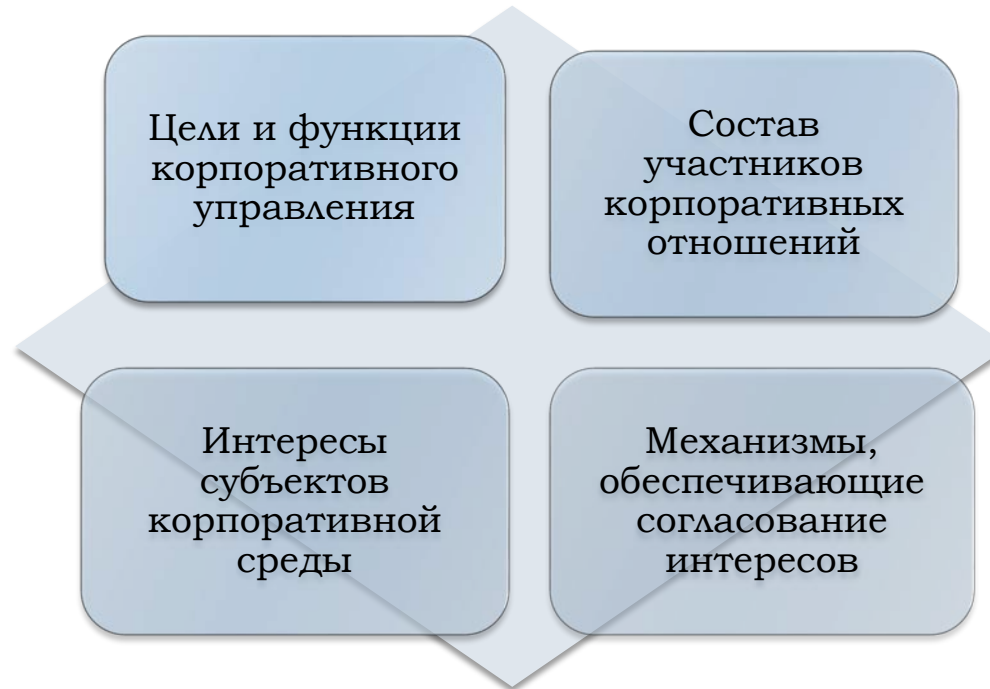 Цели и функции
корпоративного
управления
Состав
участников
корпоративных
отношений
Интересы
субъектов
корпоративной
среды
Механизмы,
обеспечивающие
согласование
интересов